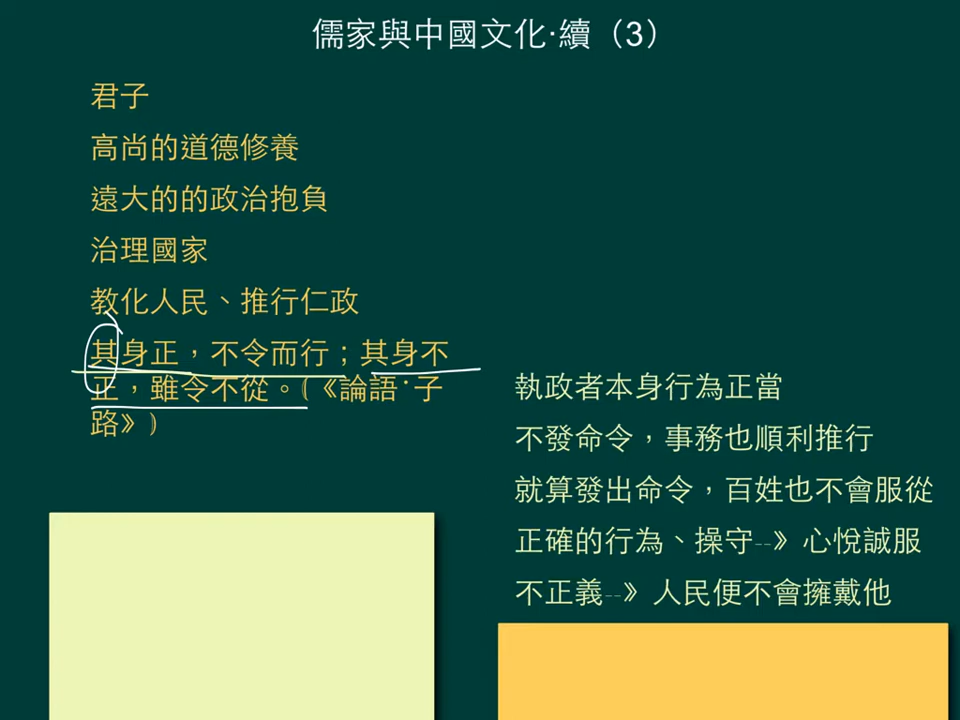 儒家與中國文化·續（3）
君子
高尚的道德修養
遠大的的政治抱負
治理國家
教化人民、推行仁政
其身正，不令而行；其身不
正，雖令不從。(《論語·子
路》)
執政者本身行為正當
不發命令，事務也順利推行
就算發出命令，百姓也不會服從
正確的行為、操守--》心悅誠服
不正義--》人民便不會擁戴他